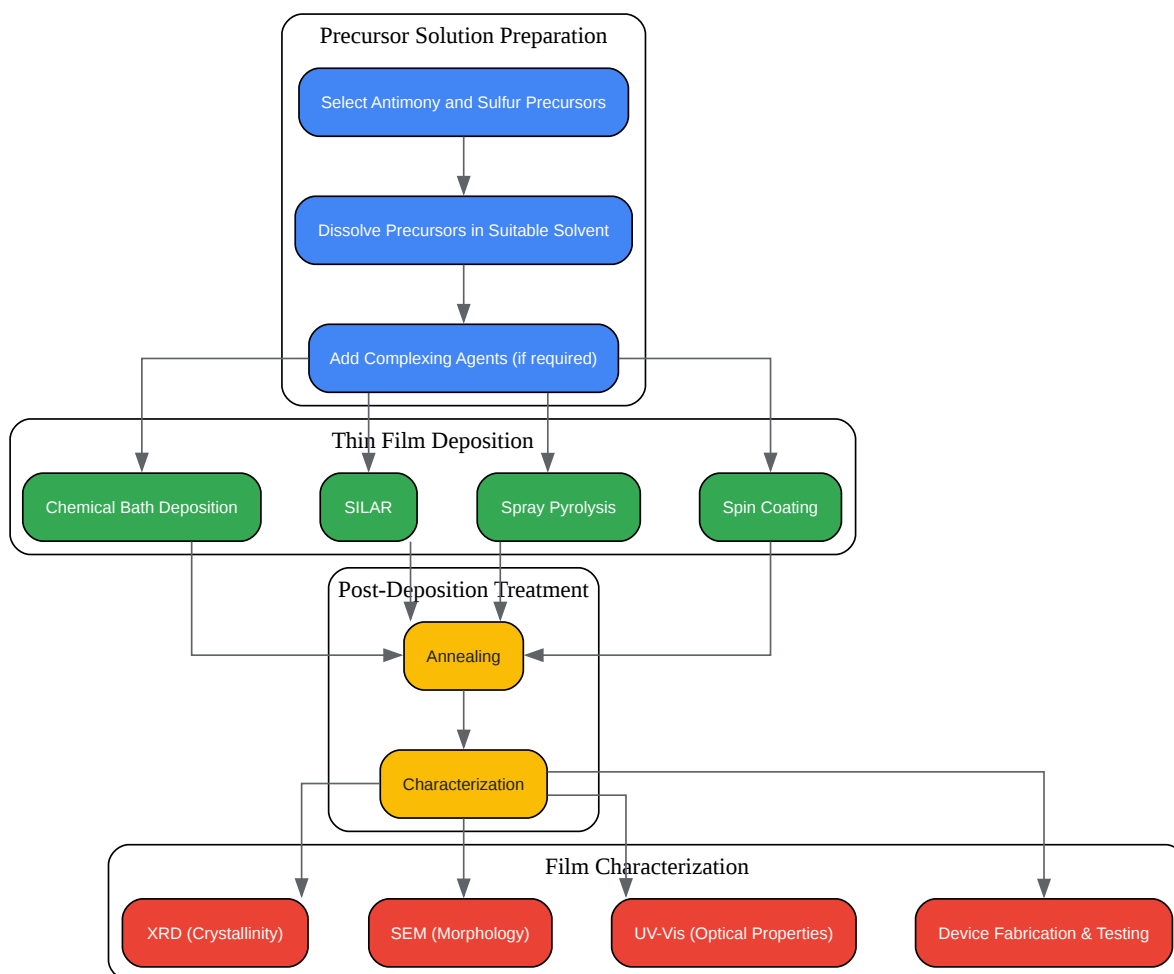 Precursor Solution Preparation
Select Antimony and Sulfur Precursors
Dissolve Precursors in Suitable Solvent
Add Complexing Agents (if required)
Thin Film Deposition
Chemical Bath Deposition
SILAR
Spray Pyrolysis
Spin Coating
Post-Deposition Treatment
Annealing
Characterization
Film Characterization
XRD (Crystallinity)
SEM (Morphology)
UV-Vis (Optical Properties)
Device Fabrication & Testing